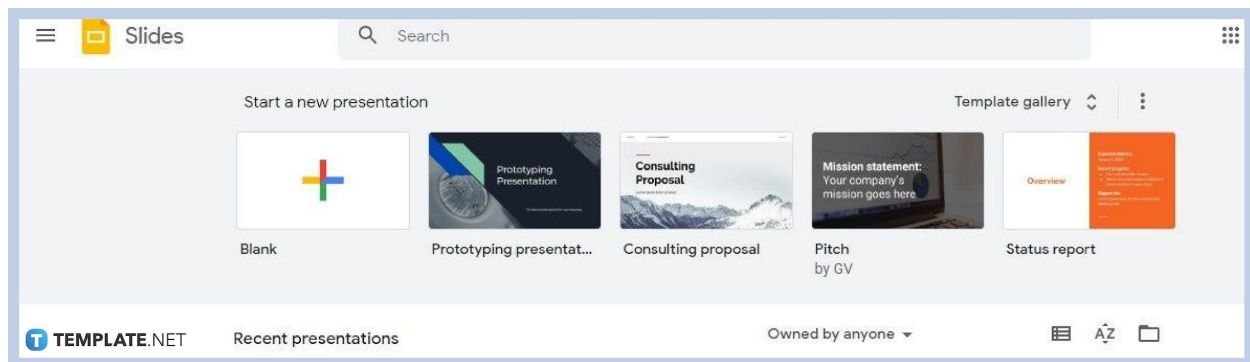 Slides
Search
Start a new presentation
Template gallery
Prototyping
Presentation
Consulting
Proposal
Mission statement:
Your company's
mission goes here
Overview
Blank
Prototyping presentat...
Consulting proposal
Pitch
by GV
Status report
TEMPLATE.NET
Recent presentations
Owned by anyone
AZ